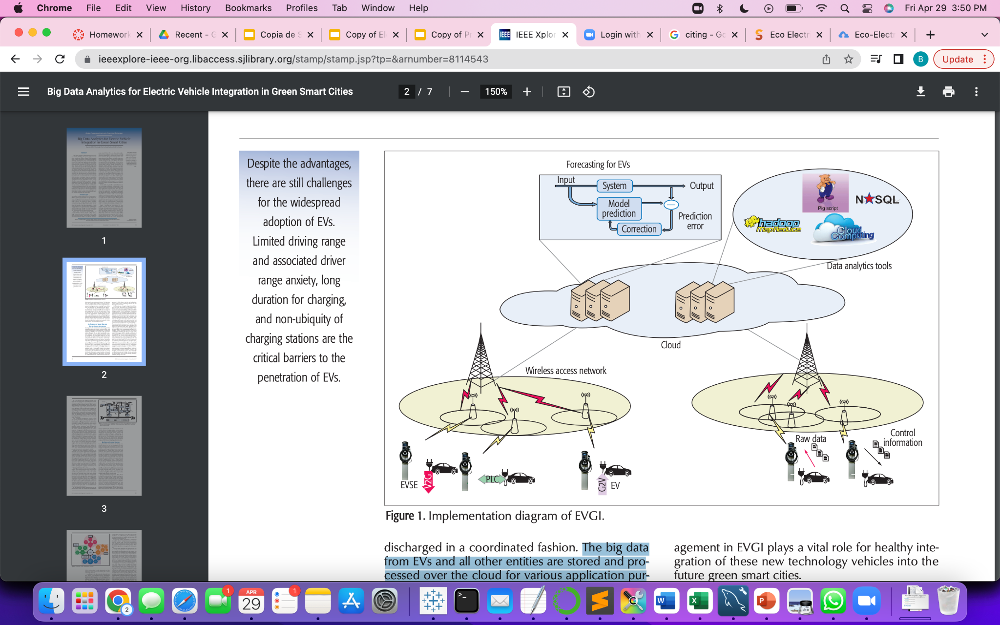 Chrome File Edit View History Bookmarks Profiles Tab Window Help Fri Apr 29 3:50 PM
Homework Recent - G Copia de S Copy of El Copy of P IEEE Xplor Login with citing - Go Eco Electr Eco-Electr
ieeexplore-ieee-org.libaccess.sjlibrary.org/stamp/stamp.jsp?tp=&arnumber=8114543
B Update
Big Data Analytics for Electric Vehicle Integration in Green Smart Cities 2 / 7 150%
1
2
3
Despite the advantages,
there are still challenges
for the widespread
adoption of EVs.
Limited driving range
and associated driver
range anxiety, long
duration for charging,
and non-ubiquity of
charging stations are the
critical barriers to the
penetration of EVs.
Forecasting for EVs
Input
System
Output
Model
prediction
Prediction
error
Correction
Pig script
NOSQL
hadoop
MapReduce
Cloud
Computing
Data analytics tools
Cloud
Wireless access network
Raw data
Control
information
EVSE
V2G
PLC
G2V
EV
Figure 1. Implementation diagram of EVGI.
discharged in a coordinated fashion. The big data
from EVs and all other entities are stored and pro-
cessed over the cloud for various application pur-
agement in EVGI plays a vital role for healthy inte-
gration of these new technology vehicles into the
future green smart cities.
2
1
APR
29
1